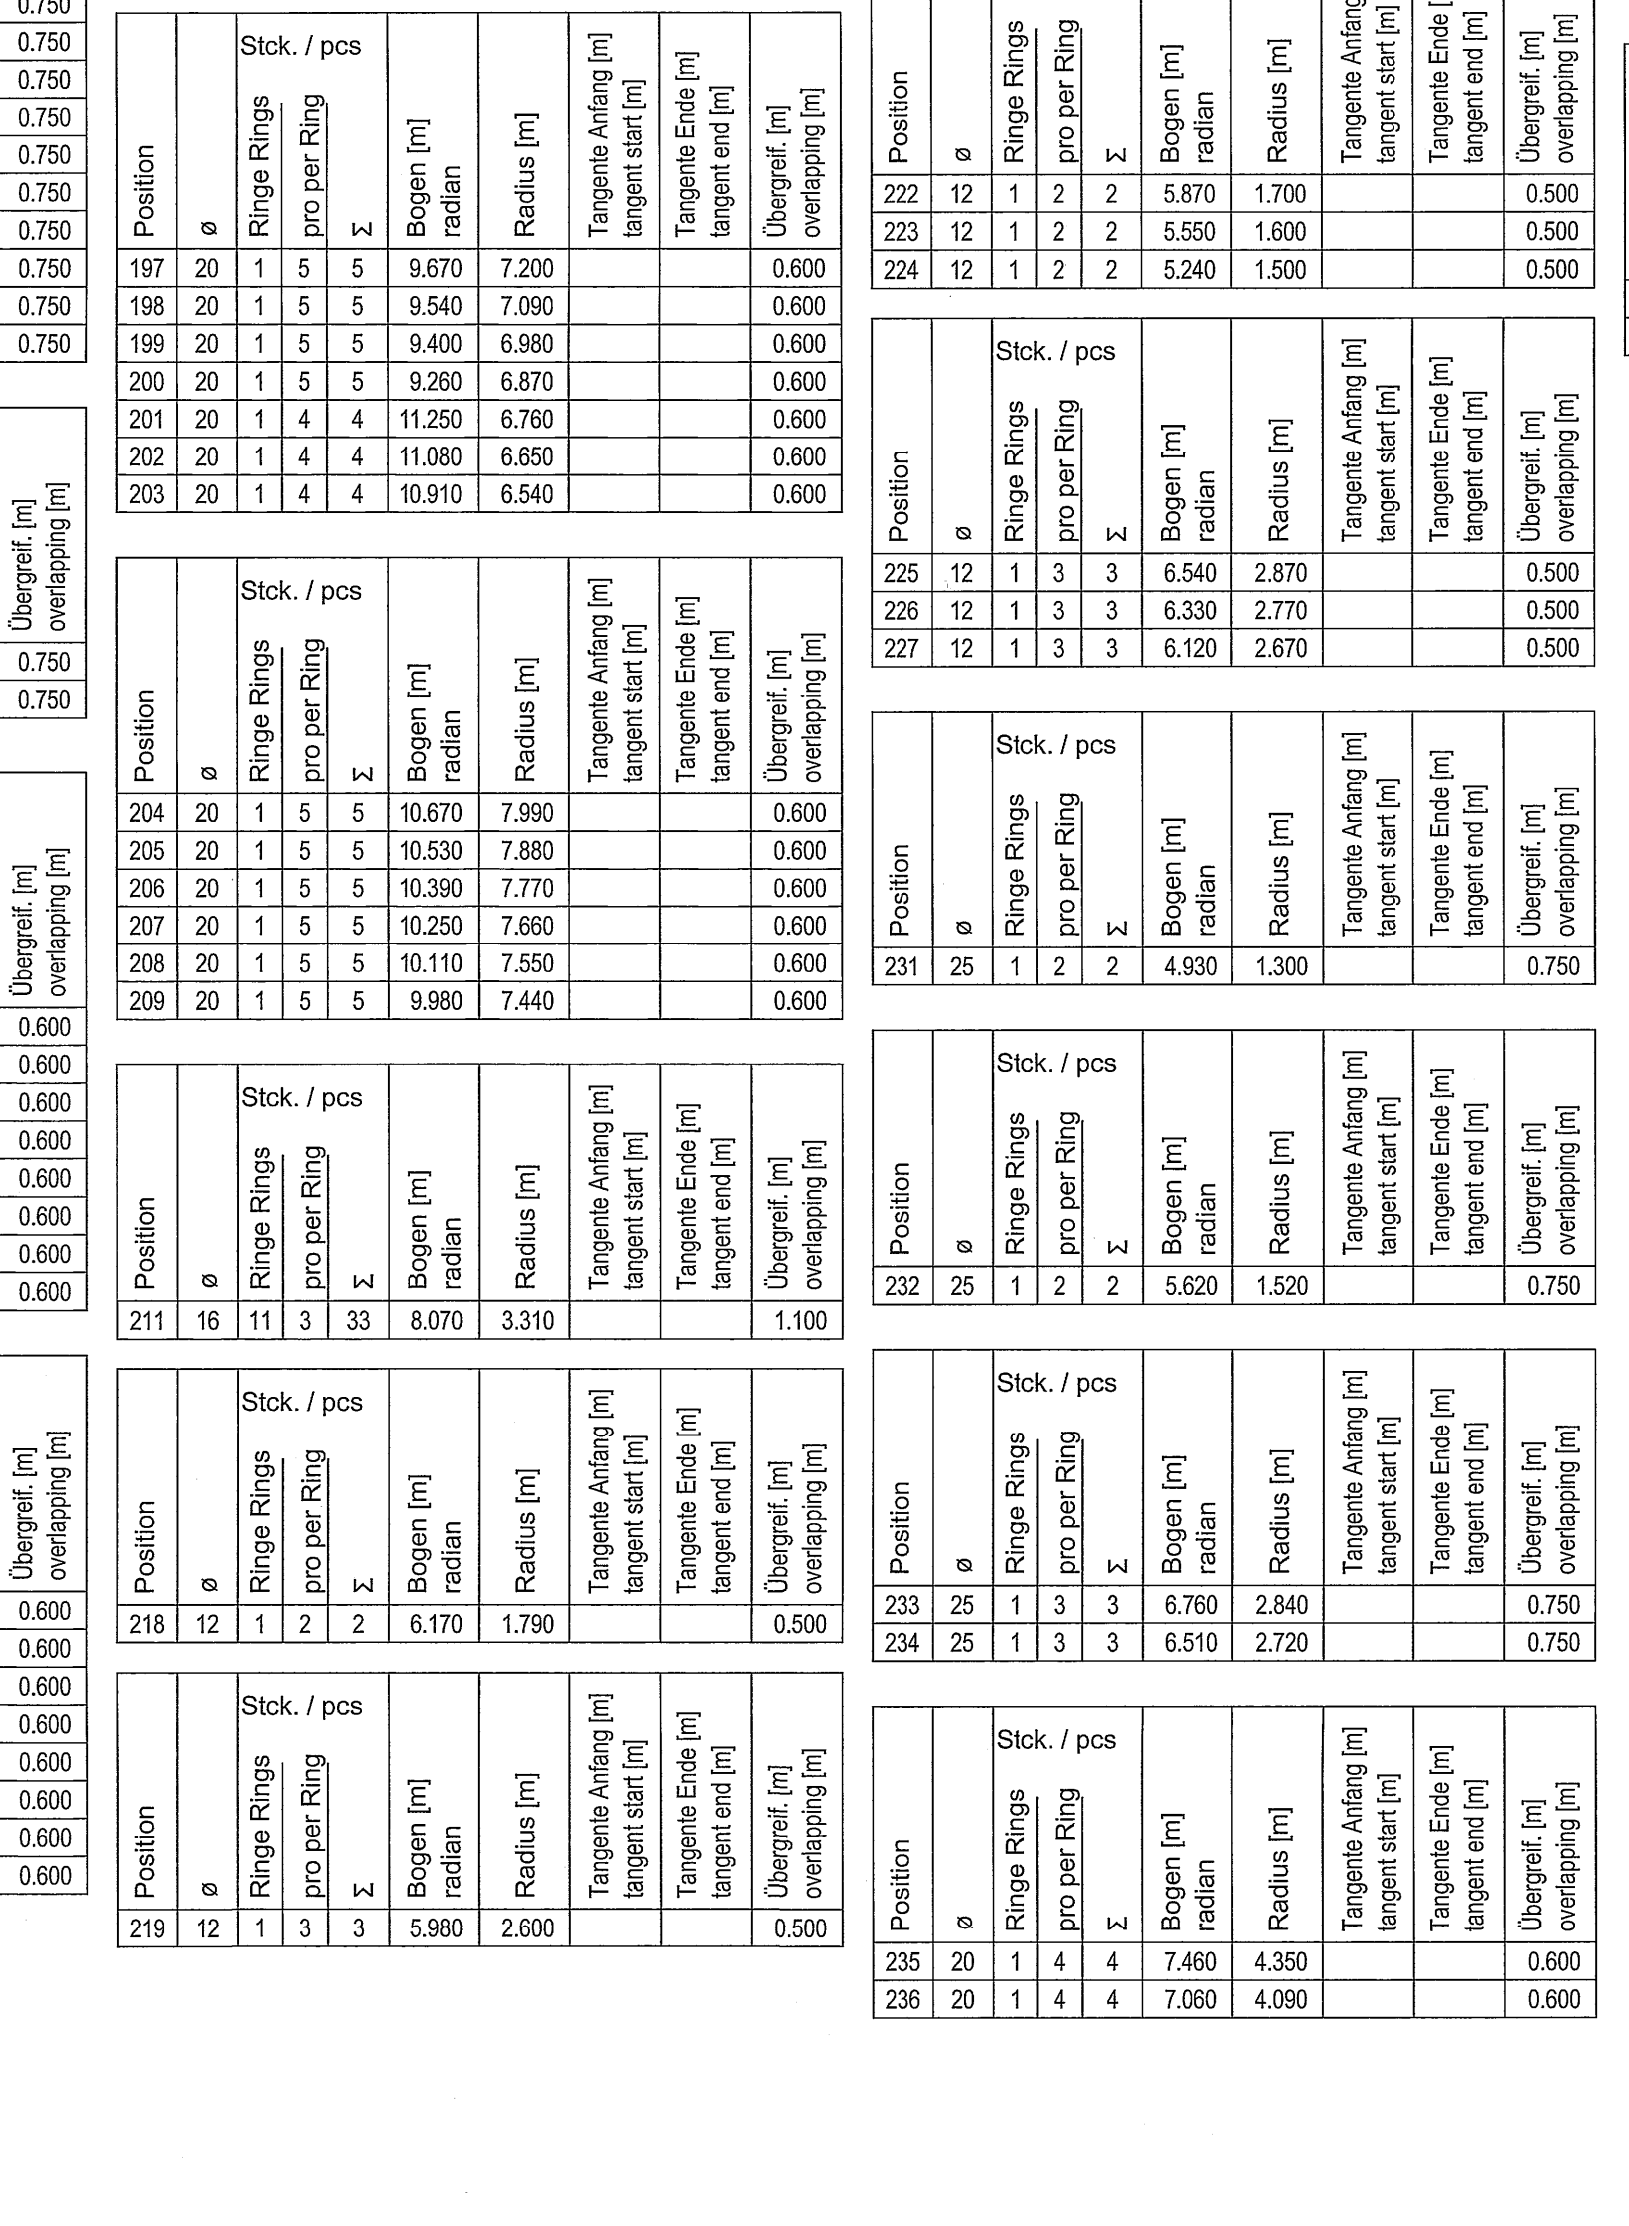 0.750
0.750
0.750
0.750
0.750
0.750
0.750
0.750
0.750
0.750
Übergreif. [m]
overlapping [m]
0.750
0.750
Übergreif. [m]
overlapping [m]
0.600
0.600
0.600
0.600
0.600
0.600
0.600
0.600
Übergreif. [m]
overlapping [m]
0.600
0.600
0.600
0.600
0.600
0.600
0.600
0.600
Stck. / pcs
Position
ø
Ringe Rings
pro per Ring
Σ
Bogen [m]
radian
Radius [m]
Tangente Anfang [m]
tangent start [m]
Tangente Ende [m]
tangent end [m]
Übergreif. [m]
overlapping [m]
197 20 1 5 5 9.670 7.200 0.600
198 20 1 5 5 9.540 7.090 0.600
199 20 1 5 5 9.400 6.980 0.600
200 20 1 5 5 9.260 6.870 0.600
201 20 1 4 4 11.250 6.760 0.600
202 20 1 4 4 11.080 6.650 0.600
203 20 1 4 4 10.910 6.540 0.600
Stck. / pcs
Position
ø
Ringe Rings
pro per Ring
Σ
Bogen [m]
radian
Radius [m]
Tangente Anfang [m]
tangent start [m]
Tangente Ende [m]
tangent end [m]
Übergreif. [m]
overlapping [m]
204 20 1 5 5 10.670 7.990 0.600
205 20 1 5 5 10.530 7.880 0.600
206 20 1 5 5 10.390 7.770 0.600
207 20 1 5 5 10.250 7.660 0.600
208 20 1 5 5 10.110 7.550 0.600
209 20 1 5 5 9.980 7.440 0.600
Stck. / pcs
Position
ø
Ringe Rings
pro per Ring
Σ
Bogen [m]
radian
Radius [m]
Tangente Anfang [m]
tangent start [m]
Tangente Ende [m]
tangent end [m]
Übergreif. [m]
overlapping [m]
211 16 11 3 33 8.070 3.310 1.100
Stck. / pcs
Position
ø
Ringe Rings
pro per Ring
Σ
Bogen [m]
radian
Radius [m]
Tangente Anfang [m]
tangent start [m]
Tangente Ende [m]
tangent end [m]
Übergreif. [m]
overlapping [m]
218 12 1 2 2 6.170 1.790 0.500
Stck. / pcs
Position
ø
Ringe Rings
pro per Ring
Σ
Bogen [m]
radian
Radius [m]
Tangente Anfang [m]
tangent start [m]
Tangente Ende [m]
tangent end [m]
Übergreif. [m]
overlapping [m]
219 12 1 3 3 5.980 2.600 0.500
Position
ø
Ringe Rings
pro per Ring
Σ
Bogen [m]
radian
Radius [m]
Tangente Anfang
tangent start [m]
Tangente Ende [
tangent end [m]
Übergreif. [m]
overlapping [m]
222 12 1 2 2 5.870 1.700 0.500
223 12 1 2 2 5.550 1.600 0.500
224 12 1 2 2 5.240 1.500 0.500
Stck. / pcs
Position
ø
Ringe Rings
pro per Ring
Σ
Bogen [m]
radian
Radius [m]
Tangente Anfang [m]
tangent start [m]
Tangente Ende [m]
tangent end [m]
Übergreif. [m]
overlapping [m]
225 12 1 3 3 6.540 2.870 0.500
226 12 1 3 3 6.330 2.770 0.500
227 12 1 3 3 6.120 2.670 0.500
Stck. / pcs
Position
ø
Ringe Rings
pro per Ring
Σ
Bogen [m]
radian
Radius [m]
Tangente Anfang [m]
tangent start [m]
Tangente Ende [m]
tangent end [m]
Übergreif. [m]
overlapping [m]
231 25 1 2 2 4.930 1.300 0.750
Stck. / pcs
Position
ø
Ringe Rings
pro per Ring
Σ
Bogen [m]
radian
Radius [m]
Tangente Anfang [m]
tangent start [m]
Tangente Ende [m]
tangent end [m]
Übergreif. [m]
overlapping [m]
232 25 1 2 2 5.620 1.520 0.750
Stck. / pcs
Position
ø
Ringe Rings
pro per Ring
Σ
Bogen [m]
radian
Radius [m]
Tangente Anfang [m]
tangent start [m]
Tangente Ende [m]
tangent end [m]
Übergreif. [m]
overlapping [m]
233 25 1 3 3 6.760 2.840 0.750
234 25 1 3 3 6.510 2.720 0.750
Stck. / pcs
Position
ø
Ringe Rings
pro per Ring
Σ
Bogen [m]
radian
Radius [m]
Tangente Anfang [m]
tangent start [m]
Tangente Ende [m]
tangent end [m]
Übergreif. [m]
overlapping [m]
235 20 1 4 4 7.460 4.350 0.600
236 20 1 4 4 7.060 4.090 0.600